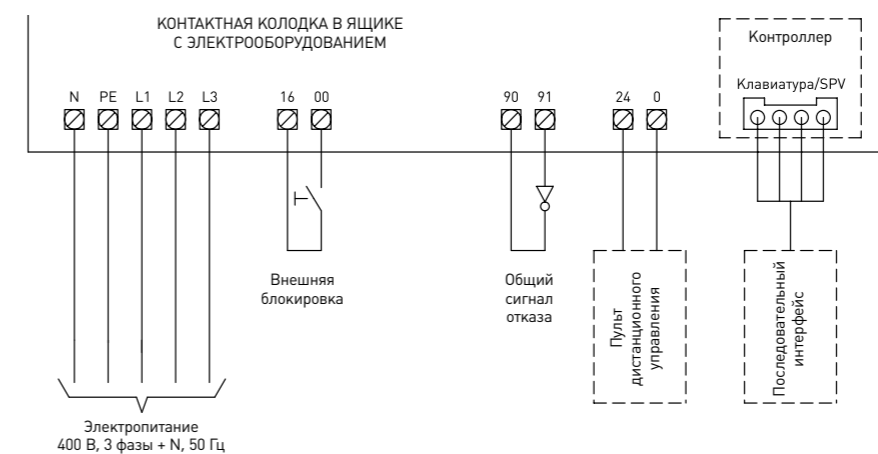 КОНТАКТНАЯ КОЛОДКА В ЯЩИКЕ
С ЭЛЕКТРООБОРУДОВАНИЕМ
Контроллер
Клавиатура/SPV
N PE L1 L2 L3 16 00 90 91 24 0
Внешняя
блокировка
Общий
сигнал
отказа
Пульт
дистанционного
управления
Последовательный
интерфейс
Электропитание
400 В, 3 фазы + N, 50 Гц